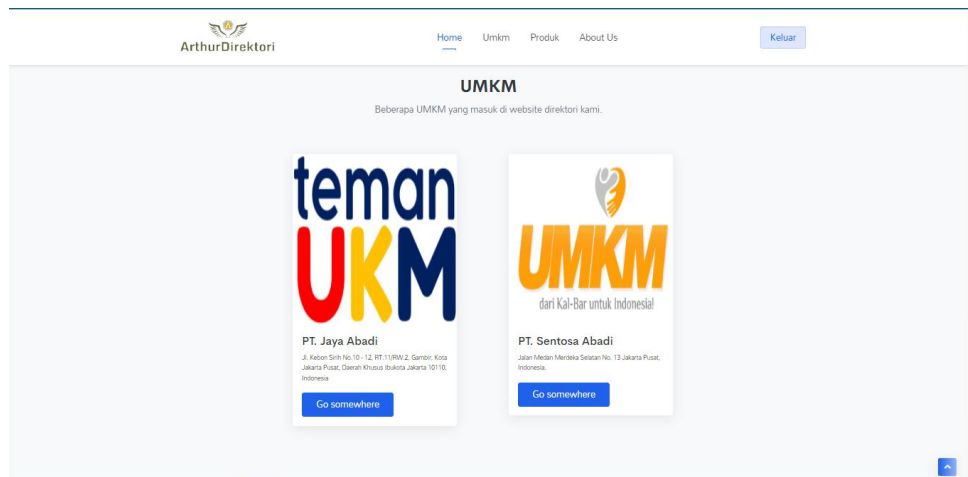 ArthurDirektori
Home Umkm Produk About Us
Keluar
UMKM
Beberapa UMKM yang masuk di website direktori kami.
teman
UKM
PT. Jaya Abadi
Jl. Kebon Sirih No.10 - 12, RT.11/RW.2, Gambir, Kota
Jakarta Pusat, Daerah Khusus Ibukota Jakarta 10110,
Indonesia
Go somewhere
UMKM
dari Kal-Bar untuk Indonesia!
PT. Sentosa Abadi
Jalan Medan Merdeka Selatan No. 13 Jakarta Pusat,
Indonesia.
Go somewhere